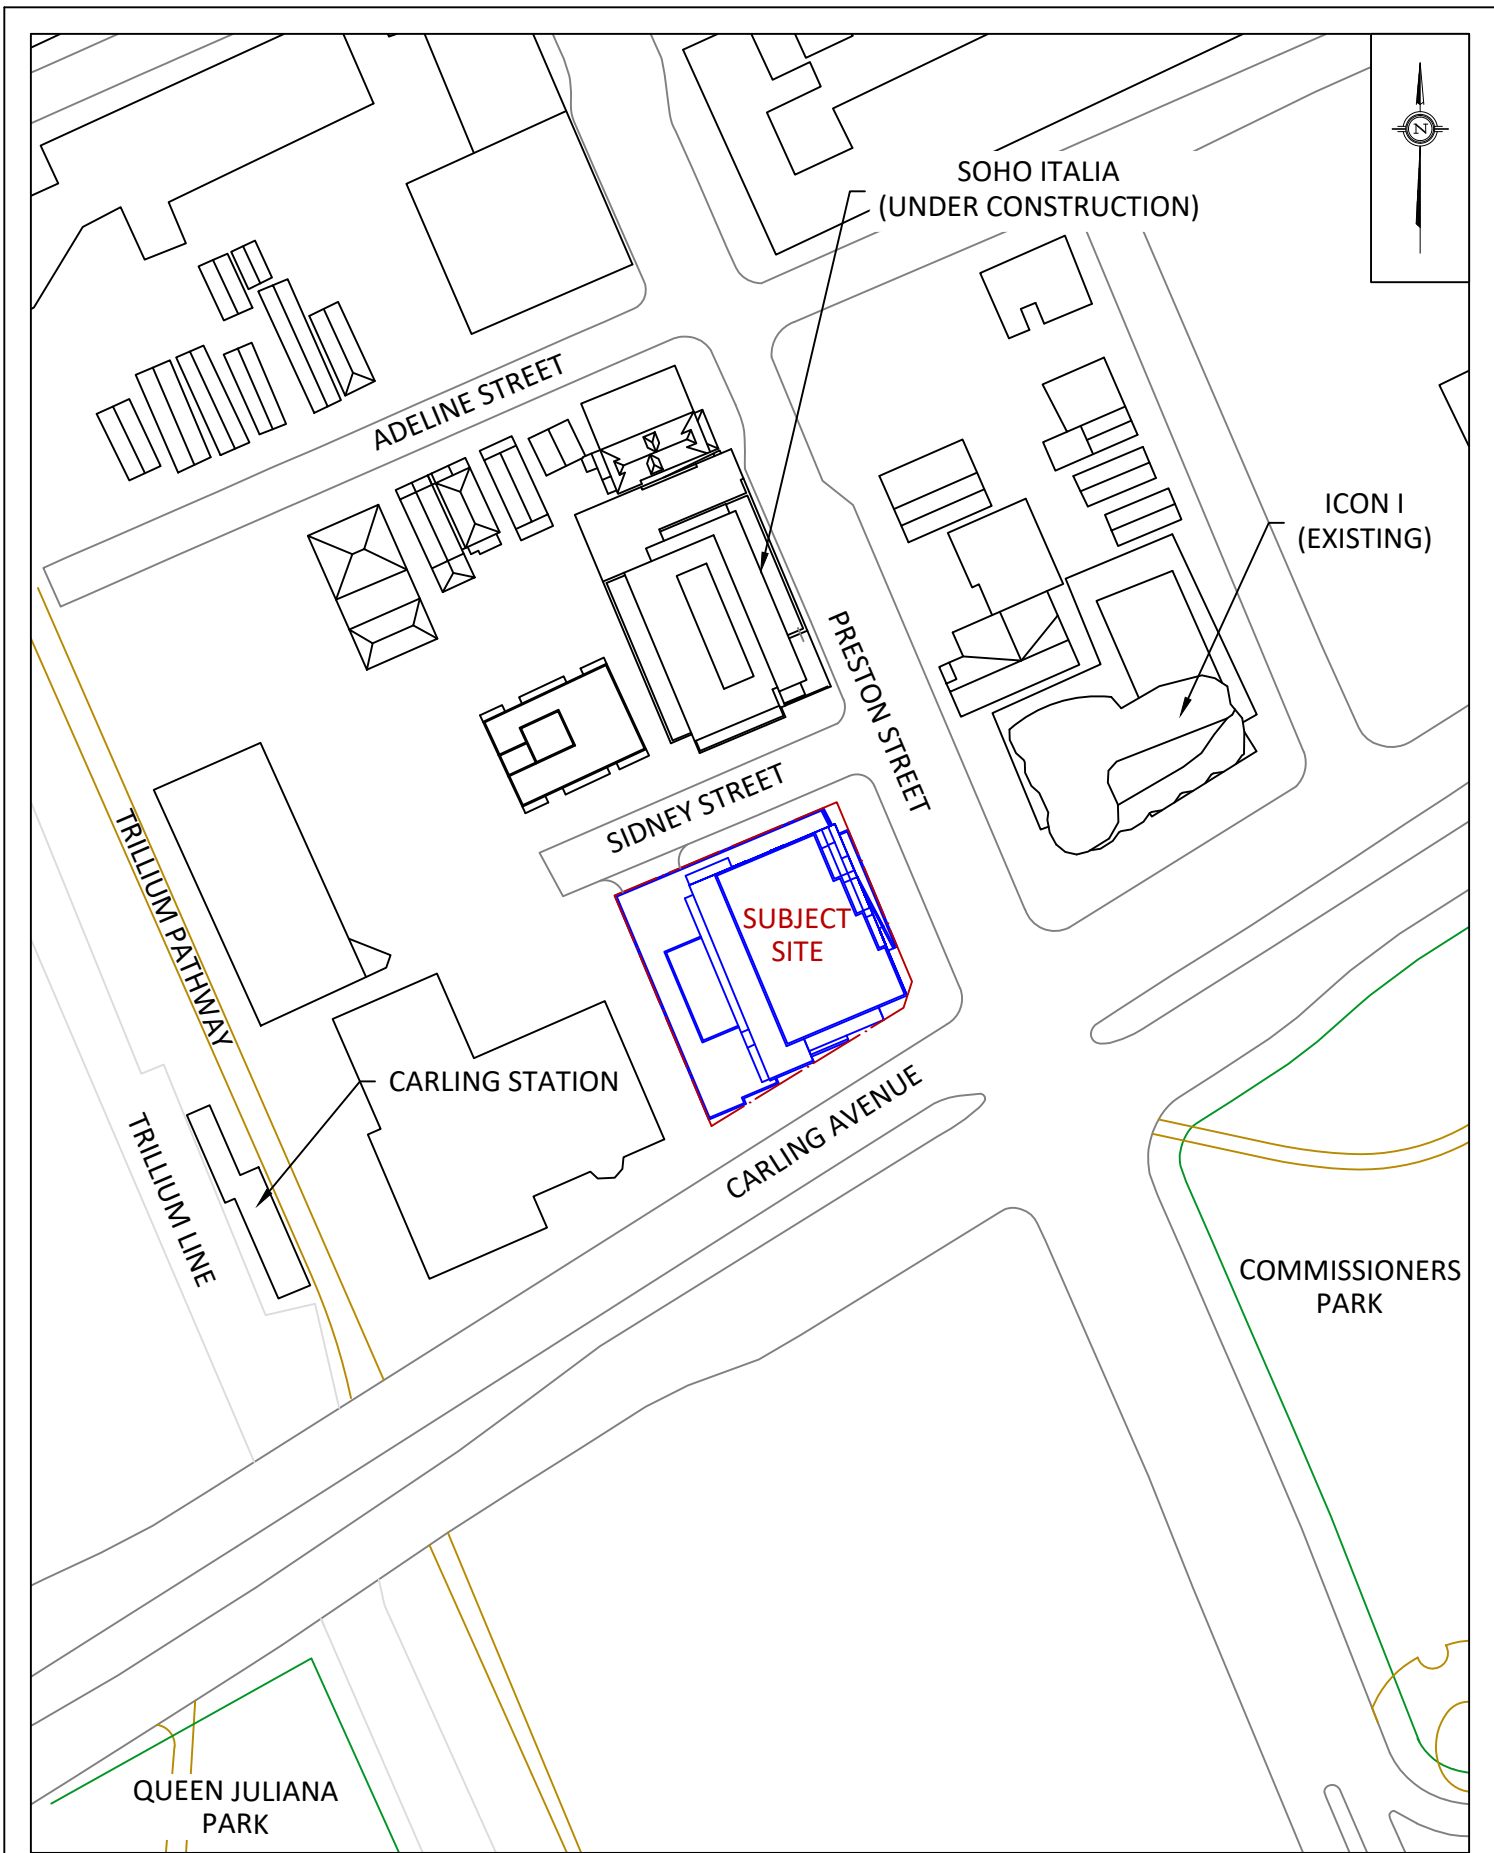 N
SOHO ITALIA
(UNDER CONSTRUCTION)
ADELINE STREET
ICON I
(EXISTING)
PRESTON STREET
SIDNEY STREET
TRILLIUM PATHWAY
SUBJECT
SITE
CARLING STATION
CARLING AVENUE
TRILLIUM LINE
COMMISSIONERS
PARK
QUEEN JULIANA
PARK